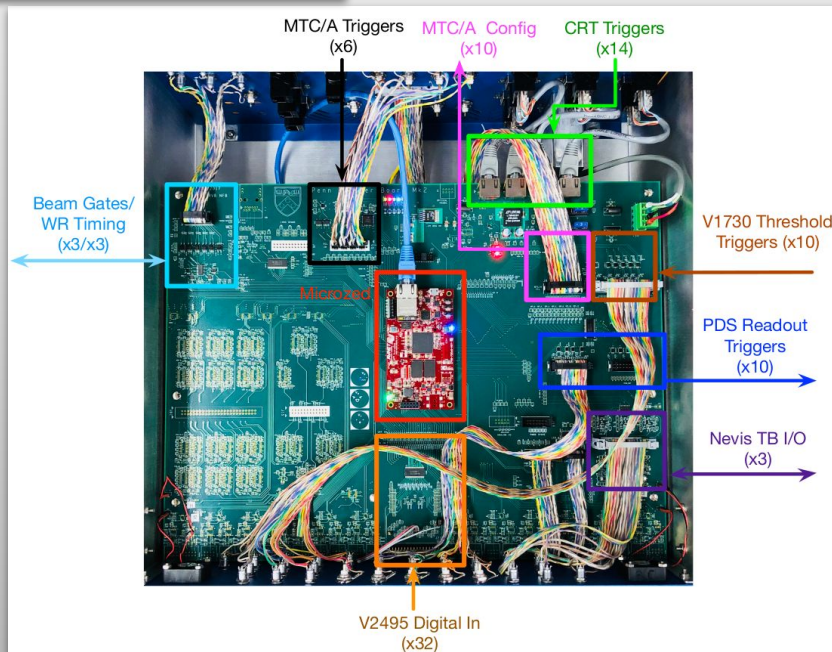 MTC/A Triggers
(x6)
MTC/A Config
(x10)
CRT Triggers
(x14)
Beam Gates/
WR Timing
(x3/x3)
Microzed
V1730 Threshold
Triggers (x10)
PDS Readout
Triggers
(x10)
Nevis TB I/O
(x3)
V2495 Digital In
(x32)